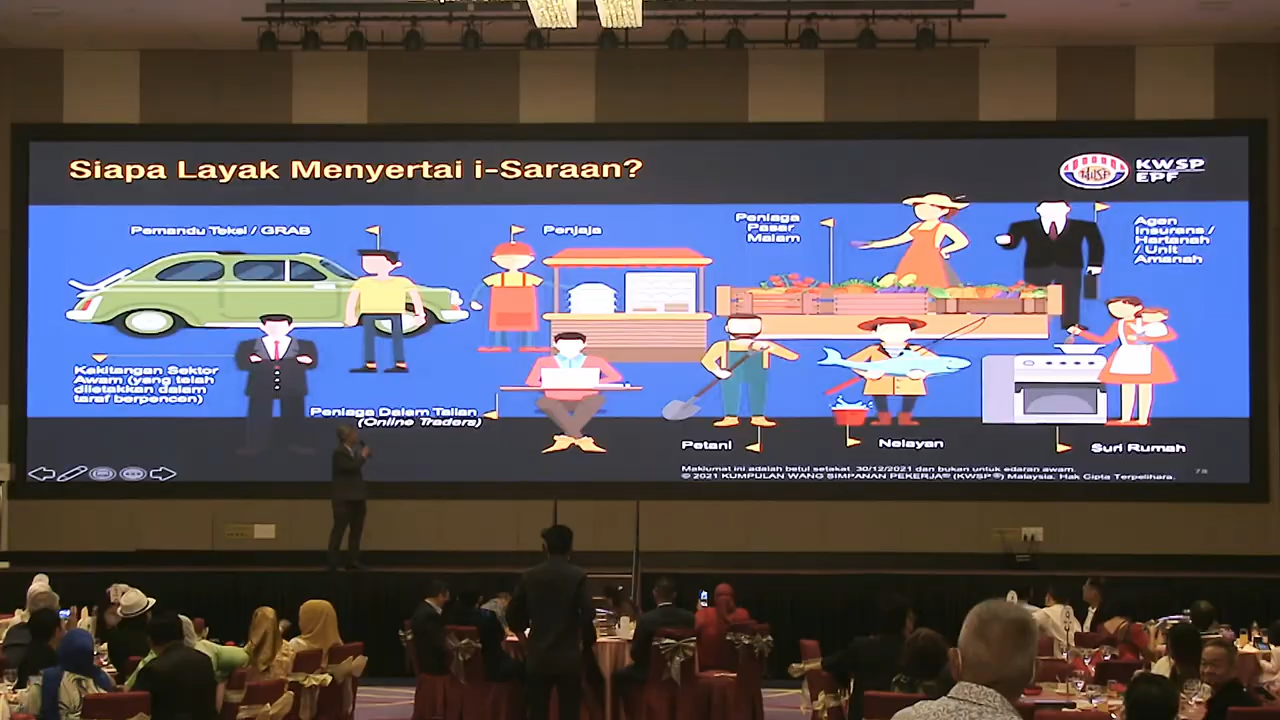 Siapa Layak Menyertai i-Saraan?
KWSP
EPF
Pemandu Teksi / GRAB
Penjaja
Peniaga
Pasar
Malam
Agen
Insurans /
Hartanah
/ Unit
Amanah
Kakitangan Sektor
Awam (yang telah
diletakkan dalam
taraf berpencen)
Peniaga Dalam Talian
(Online Traders)
Petani
Nelayan
Suri Rumah
Maklumat ini adalah betul setakat 30/12/2021 dan bukan untuk edaran awam.
© 2021 KUMPULAN WANG SIMPANAN PEKERJA® (KWSP®) Malaysia. Hak Cipta Terpelihara.